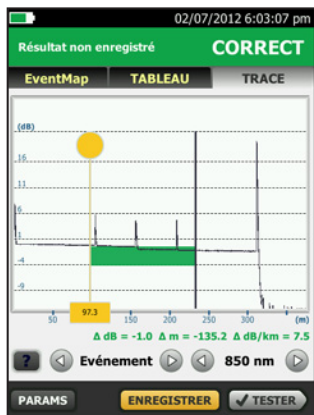 02/07/2012 6:03:07 pm
Résultat non enregistré CORRECT
EventMap TABLEAU TRACE
(dB)
16
11
6
1
-4
-9
50 97.3 150 200 250 300 (m)
Δ dB = -1.0 Δ m = -135.2 Δ dB/km = 7.5
? Evénement 850 nm
PARAMS ENREGISTRER TESTER